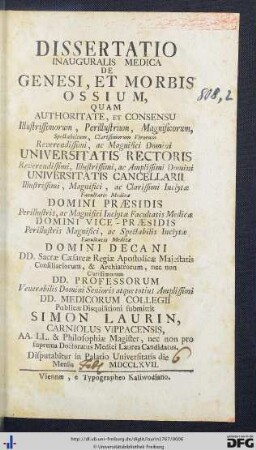 DISSERTATIO
INAUGURALIS MEDICA
DE
GENESI, ET MORBIS
OSSIUM,
808,2
QUAM
AUTHORITATE, ET CONSENSU
Illustrissimorum, Perillustrium, Magnificorum,
Spectabilium, Clarissimorum Virorum
Reverendissimi, ac Magnifici Domini
UNIVERSITATIS RECTORIS
Reverendissimi, Illustrissimi, ac Amplissimi Domini
UNIVERSITATIS CANCELLARII
Illustrissimi, Magnifici, ac Clarissimi Inclytæ
Facultatis Medicæ
DOMINI PRÆSIDIS
Perillustris, ac Magnifici Inclytæ Facultatis Medicæ
DOMINI VICE-PRÆSIDIS
Perillustris Magnifici, ac Spectabilis Inclytæ
Facultatis Medicæ
DOMINI DECANI
DD. Sacræ Cæsareæ Regiæ Apostolicæ Majestatis
Consiliariorum, & Archiatrorum, nec non
Clarissimorum
DD. PROFESSORUM
Venerabilis Domini Senioris atque totius Amplissimi
DD. MEDICORUM COLLEGII
Publicæ Disquisitioni submittit
SIMON LAURIN,
CARNIOLUS VIPPACENSIS,
AA. LL. & Philosophiæ Magister, nec non pro
suprema Doctoratus Medici Laurea Candidatus.
Disputabitur in Palatio Universitatis die 6
Mensis MDCCLXVII.
Viennæ, e Typographeo Kaliwodiano.